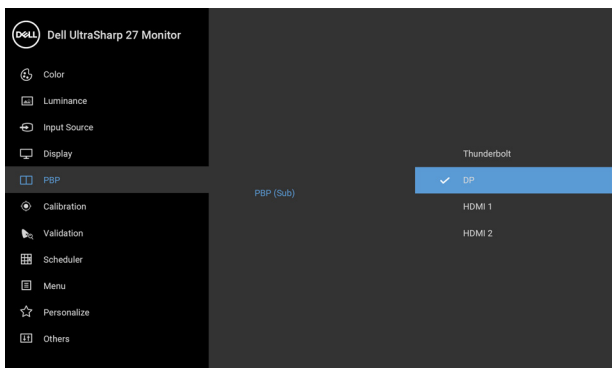 DELL Dell UltraSharp 27 Monitor
Color
Luminance
Input Source
Display
PBP
Calibration
Validation
Scheduler
Menu
Personalize
Others
PBP (Sub)
Thunderbolt
DP
HDMI 1
HDMI 2